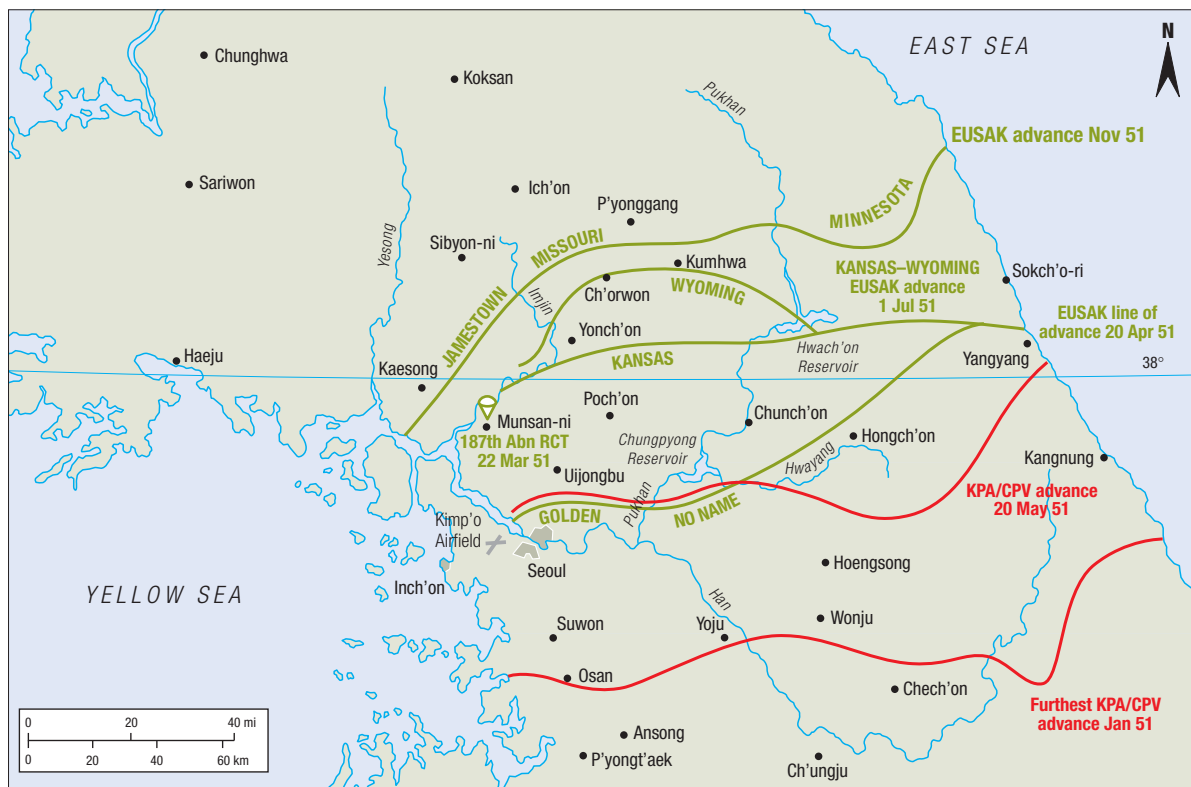 N
EAST SEA
Chunghwa
Koksan
Pukhan
EUSAK advance Nov 51
Sariwon
Ich'on
Yesong
P'yonggang
MINNESOTA
MISSOURI
Sibyon-ni
Kumhwa
KANSAS–WYOMING
EUSAK advance
1 Jul 51
Sokch'o-ri
Imjin
Ch'orwon
WYOMING
EUSAK line of
advance 20 Apr 51
JAMESTOWN
Yonch'on
Yangyang
Haeju
KANSAS
Hwach'on
Reservoir
38°
Kaesong
Poch'on
Munsan-ni
187th Abn RCT
22 Mar 51
Chunch'on
Hongch'on
Chungpyong
Reservoir
Kangnung
Uijongbu
Hwayang
KPA/CPV advance
20 May 51
GOLDEN
Pukhan
NO NAME
Kimp'o
Airfield
Seoul
Hoengsong
Inch'on
YELLOW SEA
Han
Suwon
Yoju
Wonju
Osan
Chech'on
Furthest KPA/CPV
advance Jan 51
0 20 40 mi
0 20 40 60 km
Ansong
P'yongt'aek
Ch'ungju